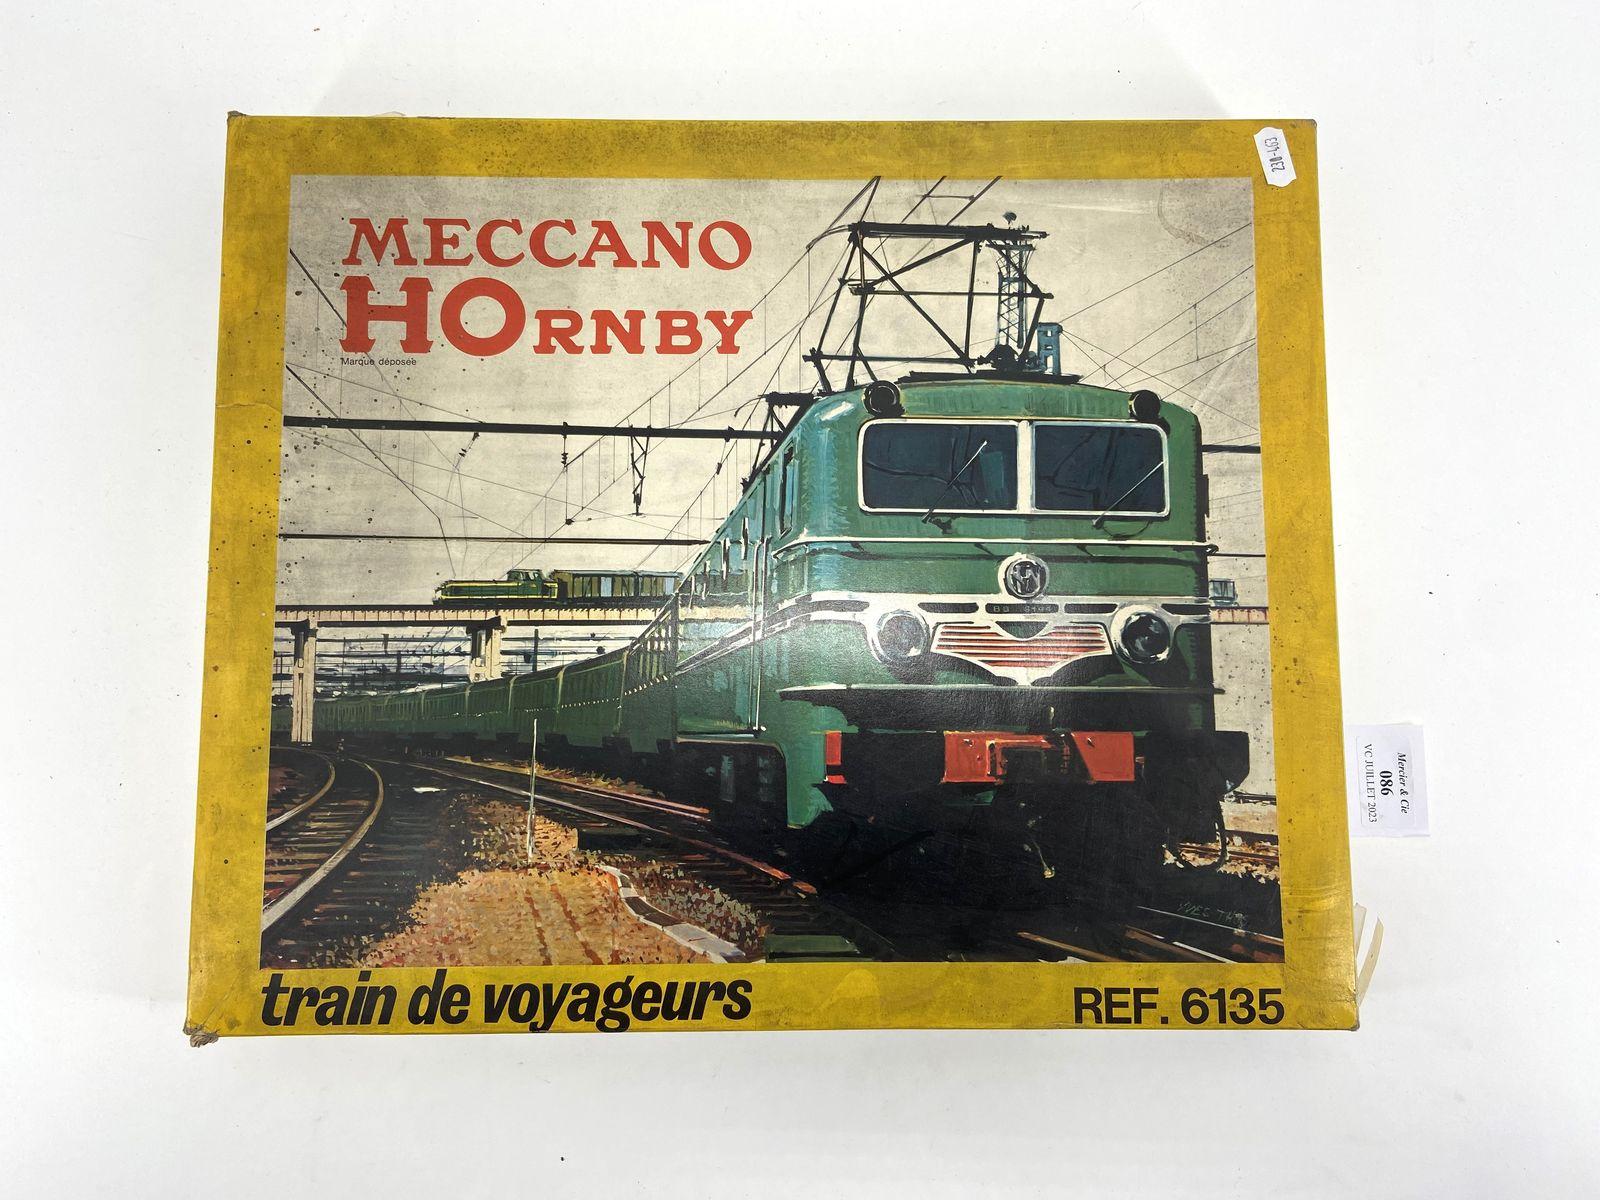 MECCANO
HORNBY
Marque déposée
train de voyageurs
REF. 6135
Mercier & Cie
086
VC JUILLET 2023